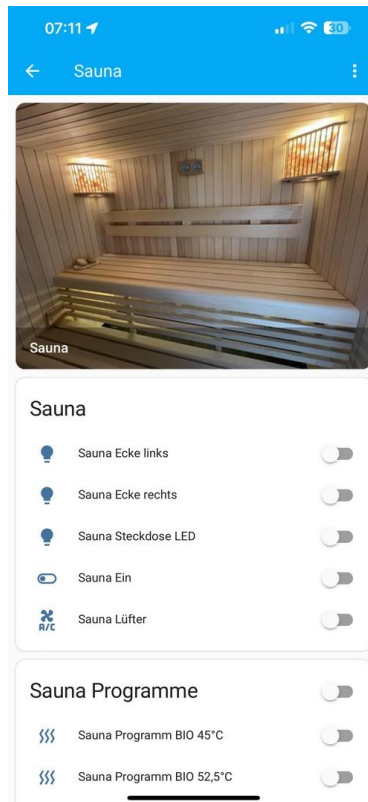 07:11
30
Sauna
Sauna
Sauna
Sauna Ecke links
Sauna Ecke rechts
Sauna Steckdose LED
Sauna Ein
A/C
Sauna Lüfter
Sauna Programme
Sauna Programm BIO 45°C
Sauna Programm BIO 52,5°C